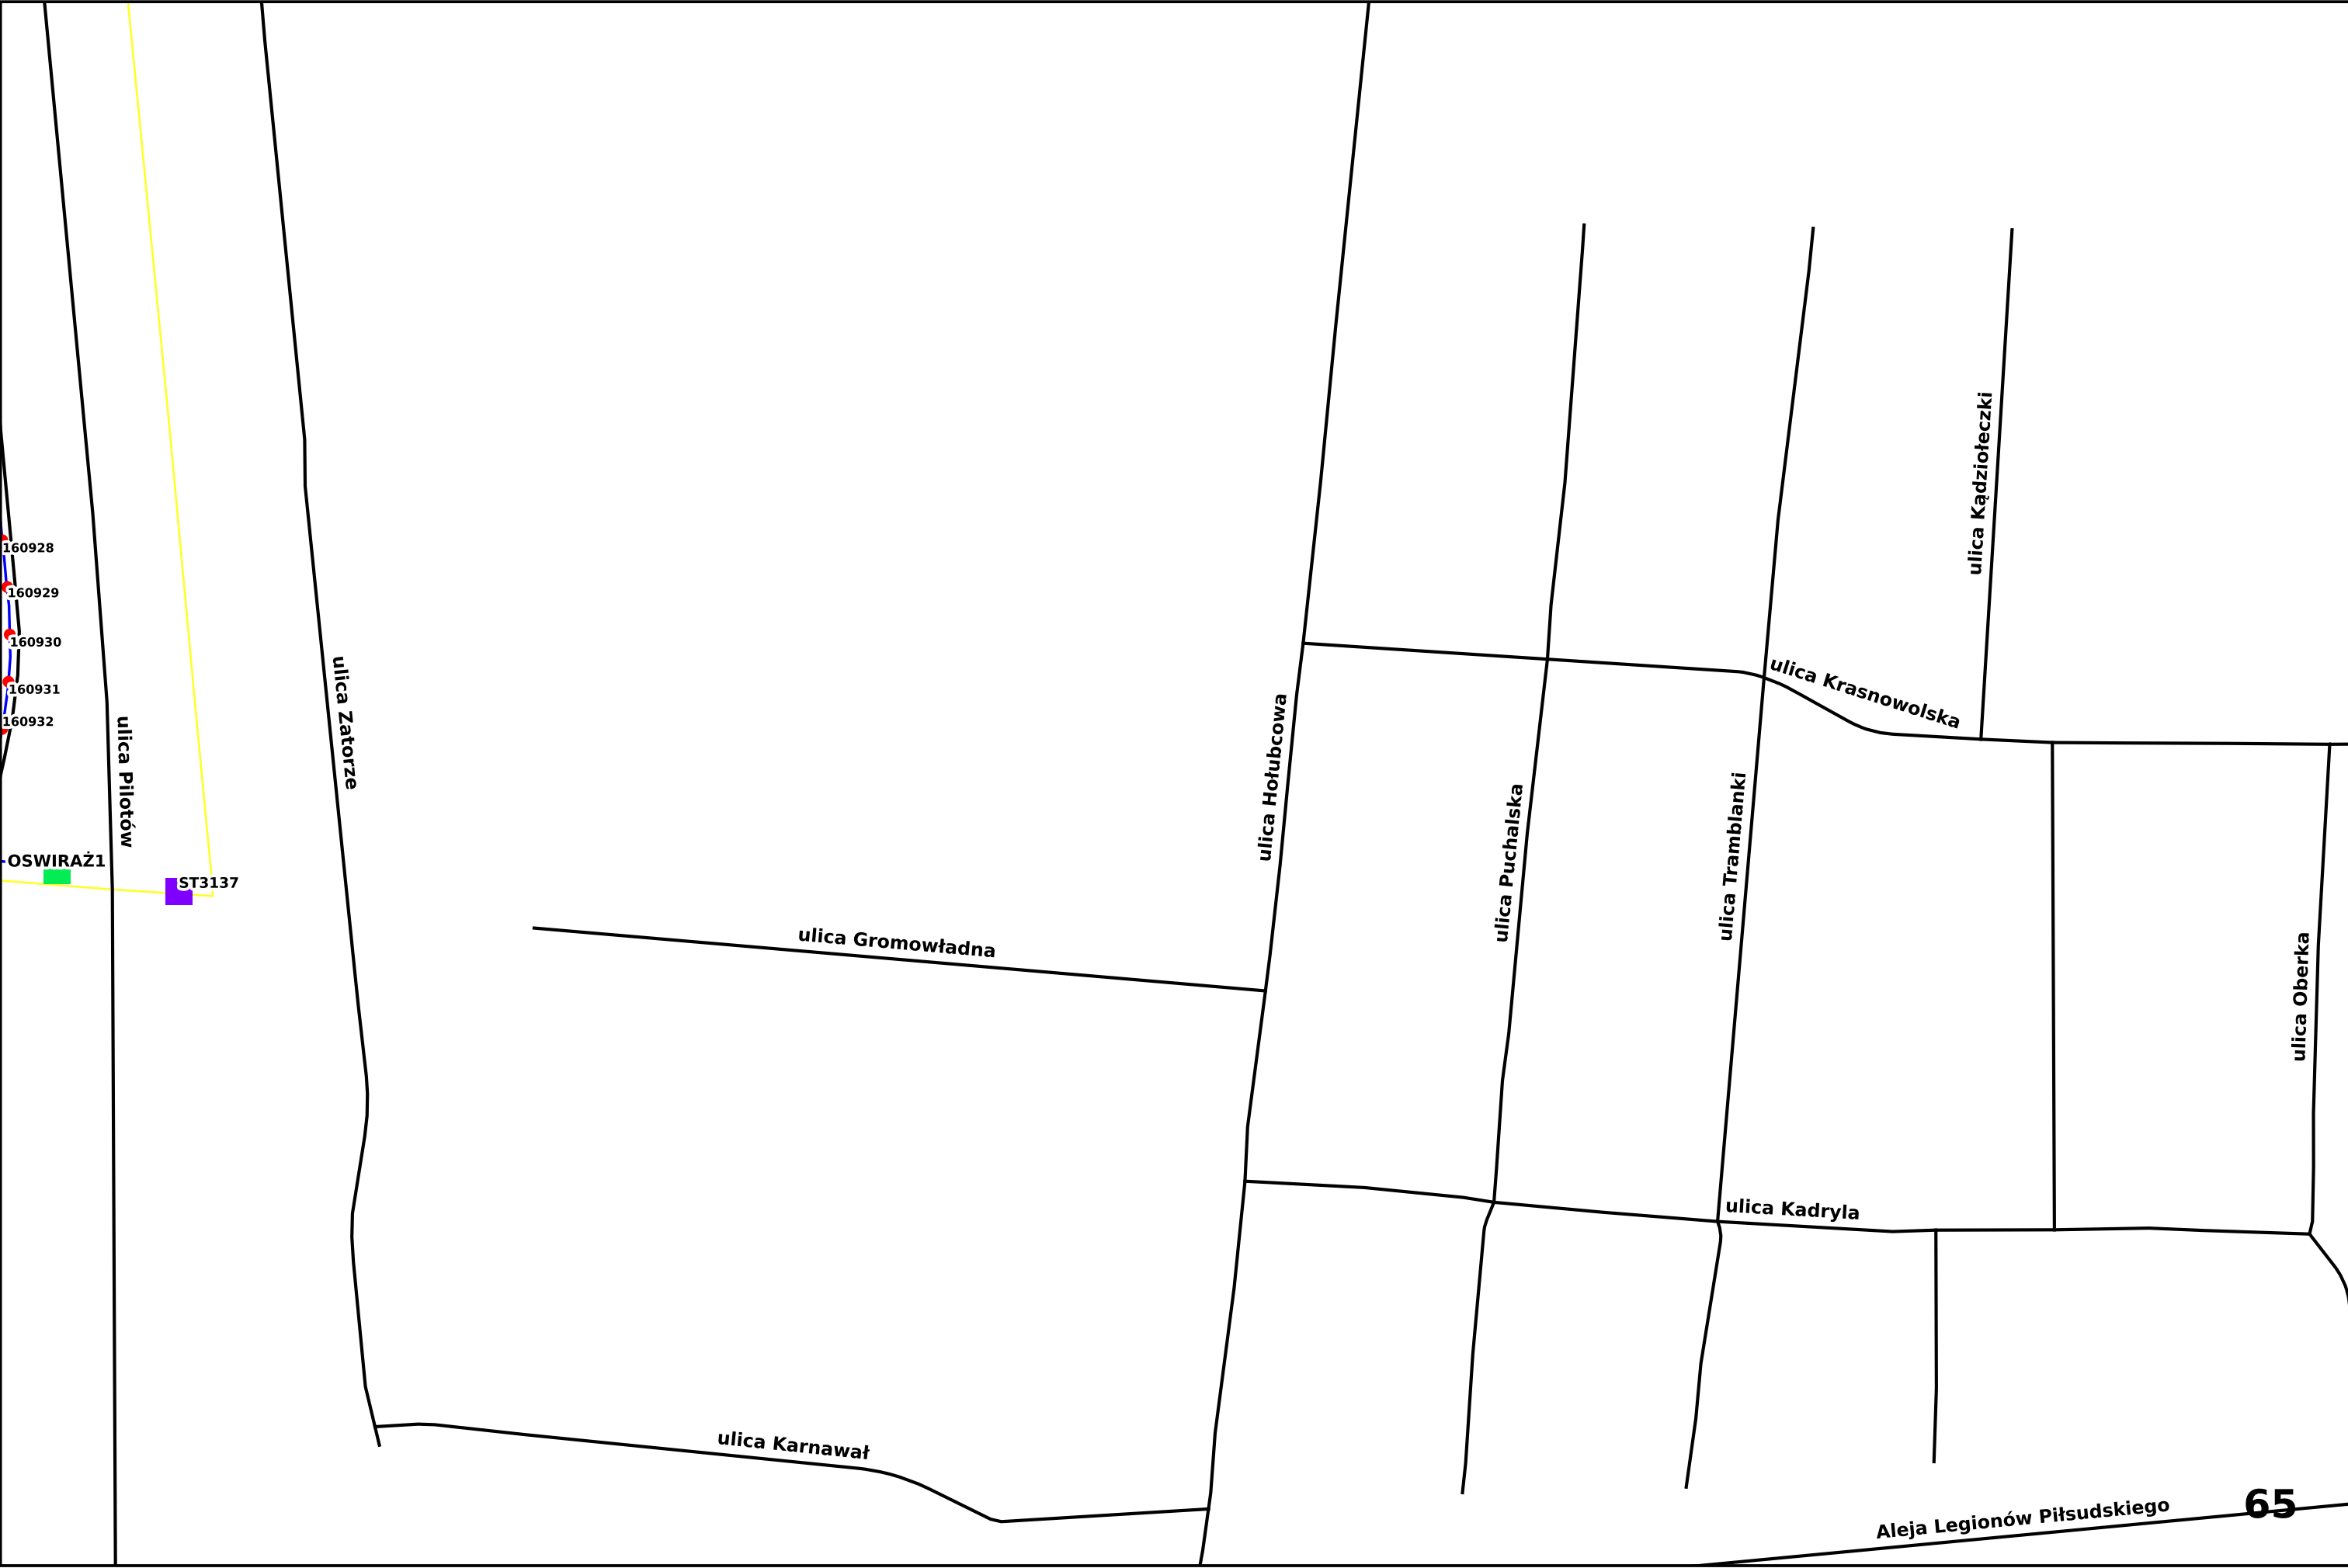 ulica Kądziołeczki
160928
160929
160930
160931
160932
ulica Zatorze
ulica Krasnowolska
ulica Pilotów
ulica Hołubcowa
ulica Puchalska
ulica Tramblanki
OSWIRAŻ1
ST3137
ulica Gromowładna
ulica Oberka
ulica Kadryla
ulica Karnawał
Aleja Legionów Piłsudskiego
65